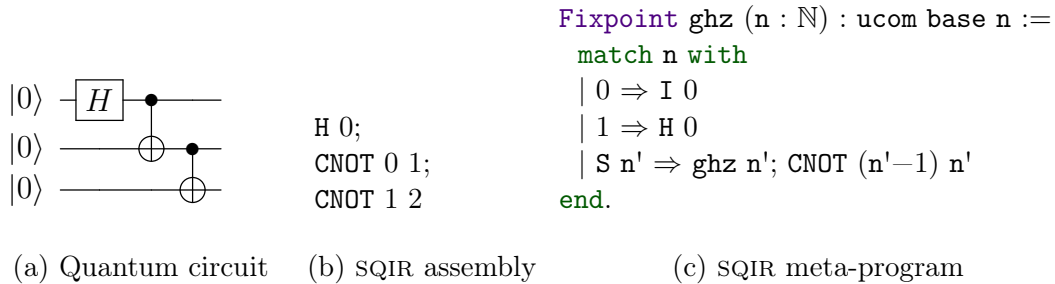 |0⟩ H
|0⟩
|0⟩
H 0;
CNOT 0 1;
CNOT 1 2
Fixpoint ghz (n : ℕ) : ucom base n :=
match n with
| 0 ⇒ I 0
| 1 ⇒ H 0
| S n' ⇒ ghz n'; CNOT (n'−1) n'
end.
(a) Quantum circuit
(b) SQIR assembly
(c) SQIR meta-program